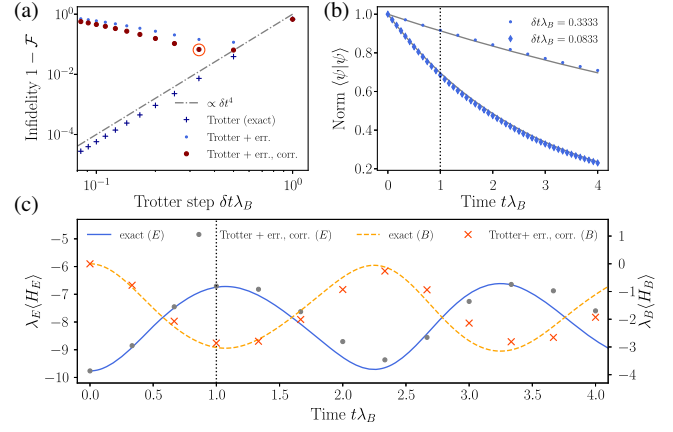 (a)
Infidelity 1 − 𝓕
10⁰
10⁻²
10⁻⁴
∝ δt⁴
Trotter (exact)
Trotter + err.
Trotter + err., corr.
10⁻¹
10⁰
Trotter step δtλ_B
(b)
Norm ⟨ψ|ψ⟩
1.0
0.8
0.6
0.4
0.2
δtλ_B = 0.3333
δtλ_B = 0.0833
0
1
2
3
4
Time tλ_B
(c)
λ_E⟨H_E⟩
−5
−6
−7
−8
−9
−10
exact (E)
Trotter + err., corr. (E)
exact (B)
Trotter+ err., corr. (B)
1
0
−1
−2
−3
−4
λ_B⟨H_B⟩
0.0
0.5
1.0
1.5
2.0
2.5
3.0
3.5
4.0
Time tλ_B